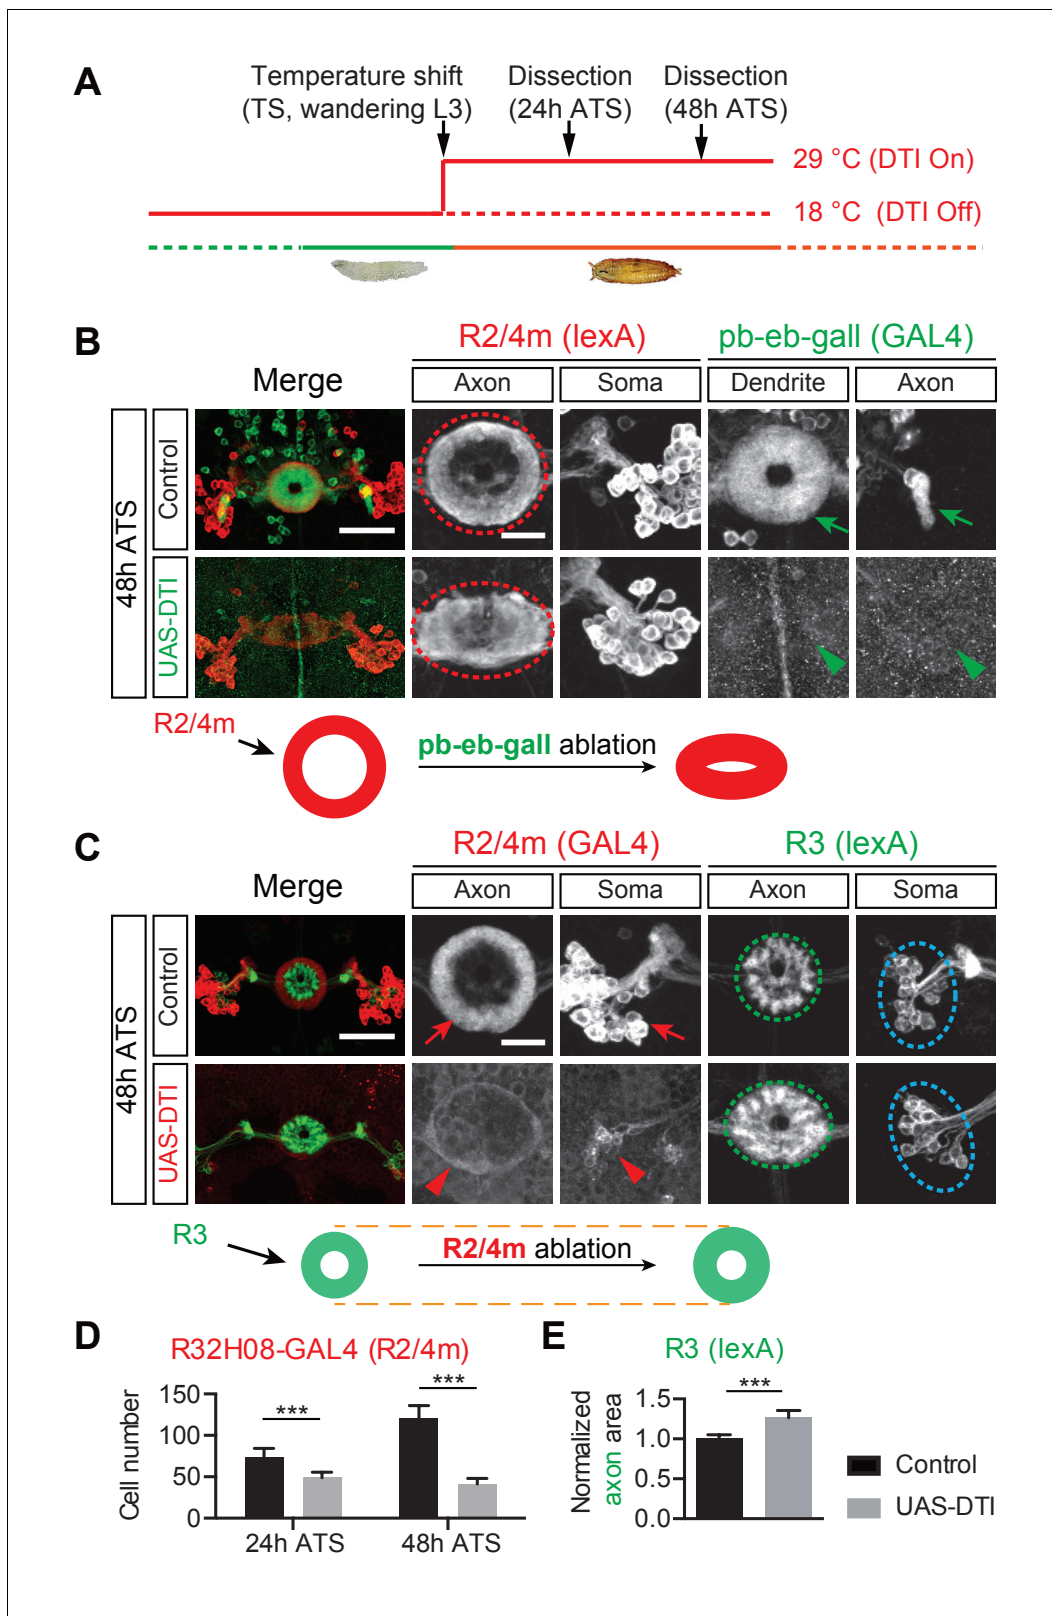 A
Temperature shift
(TS, wandering L3)
Dissection
(24h ATS)
Dissection
(48h ATS)
29 °C (DTI On)
18 °C (DTI Off)
B
R2/4m (lexA)
pb-eb-gall (GAL4)
Merge
Axon
Soma
Dendrite
Axon
48h ATS
Control
UAS-DTI
R2/4m
pb-eb-gall ablation
C
R2/4m (GAL4)
R3 (lexA)
Merge
Axon
Soma
Axon
Soma
48h ATS
Control
UAS-DTI
R3
R2/4m ablation
D
R32H08-GAL4 (R2/4m)
Cell number
150
100
50
0
***
***
24h ATS
48h ATS
E
R3 (lexA)
Normalized
axon area
1.5
1.0
0.5
0.0
***
Control
UAS-DTI